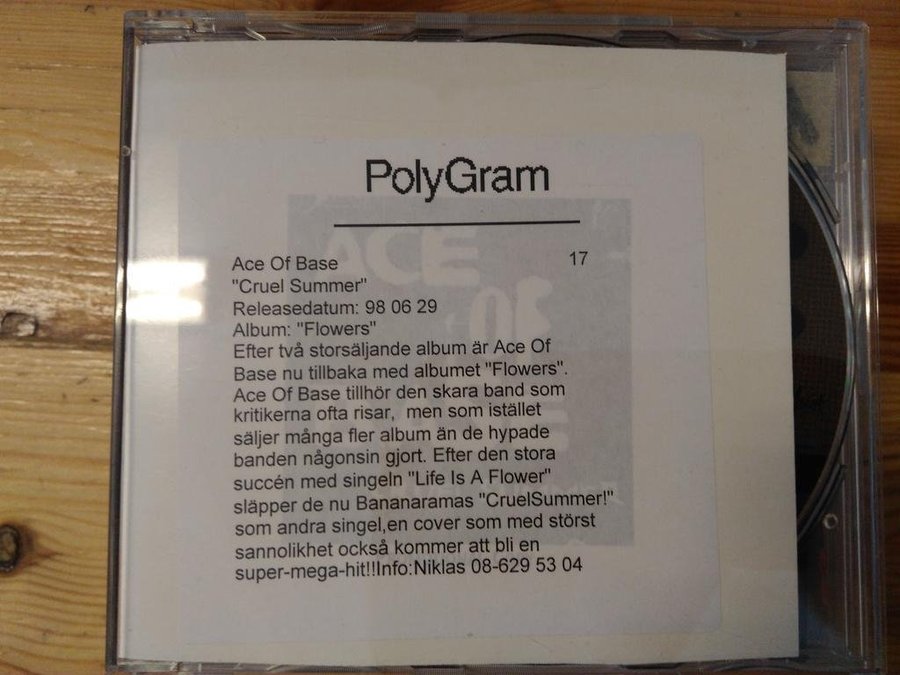 PolyGram
Ace Of Base 17
"Cruel Summer"
Releasedatum: 98 06 29
Album: "Flowers"
Efter två storsäljande album är Ace Of
Base nu tillbaka med albumet "Flowers".
Ace Of Base tillhör den skara band som
kritikerna ofta risar, men som istället
säljer många fler album än de hypade
banden någonsin gjort. Efter den stora
succén med singeln "Life Is A Flower"
släpper de nu Bananaramas "CruelSummer!"
som andra singel,en cover som med störst
sannolikhet också kommer att bli en
super-mega-hit!!Info:Niklas 08-629 53 04
ACE
OF